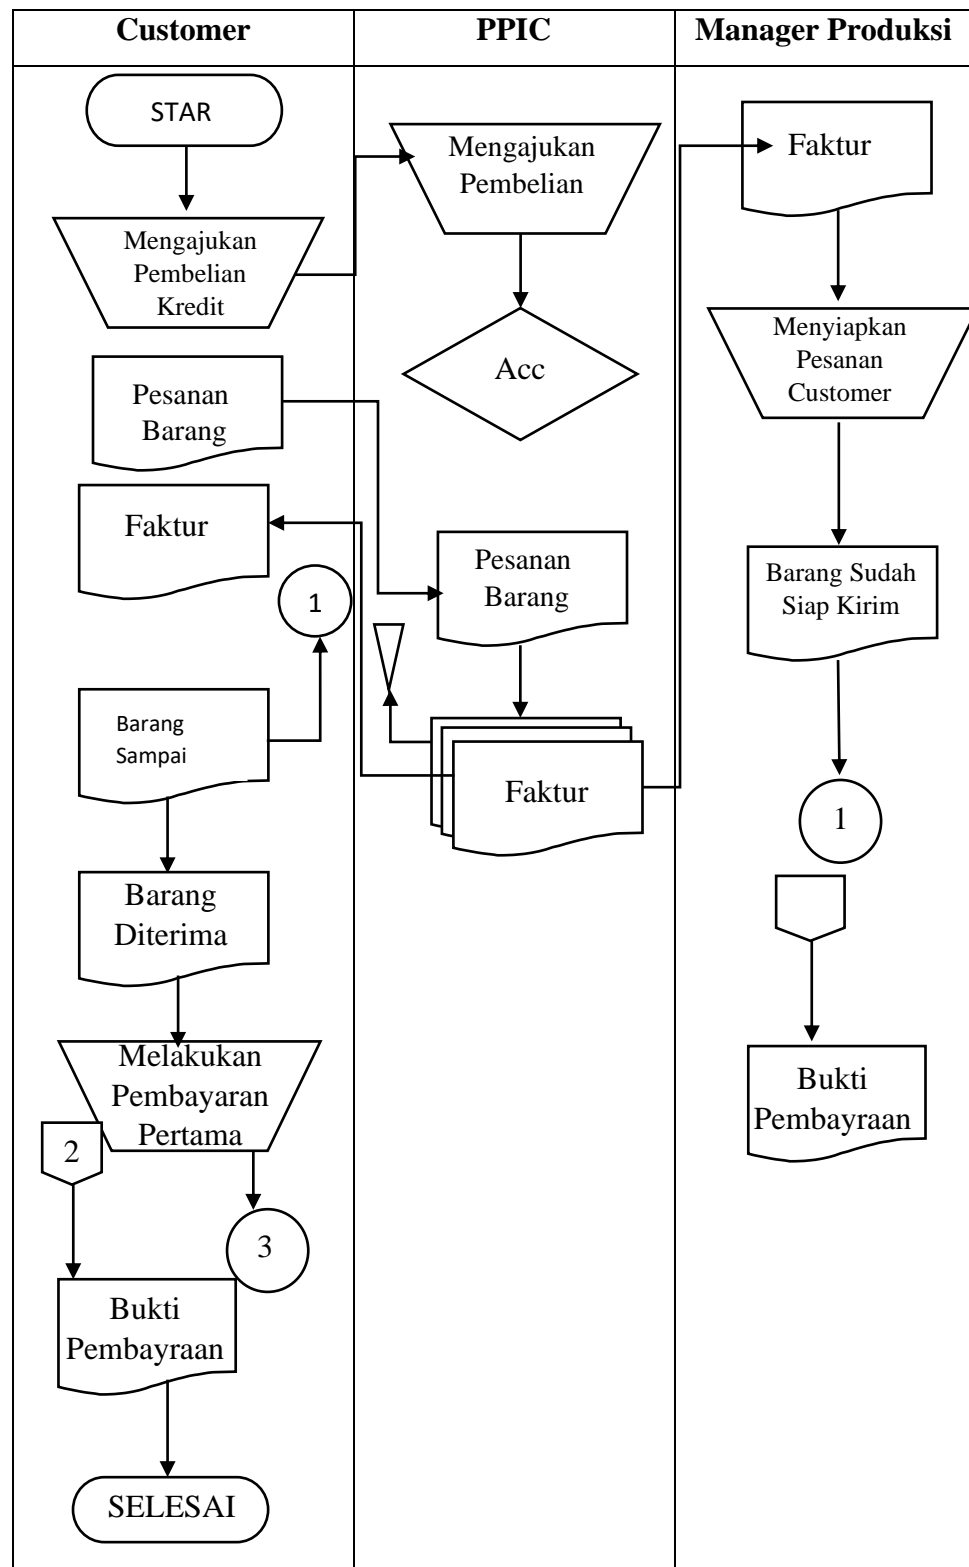 Customer
PPIC
Manager Produksi
STAR
Mengajukan
Pembelian
Kredit
Pesanan
Barang
Faktur
1
Barang
Sampai
Barang
Diterima
Melakukan
Pembayaran
Pertama
2
3
Bukti
Pembayraan
SELESAI
Mengajukan
Pembelian
Acc
Pesanan
Barang
Faktur
Faktur
Menyiapkan
Pesanan
Customer
Barang Sudah
Siap Kirim
1
Bukti
Pembayraan